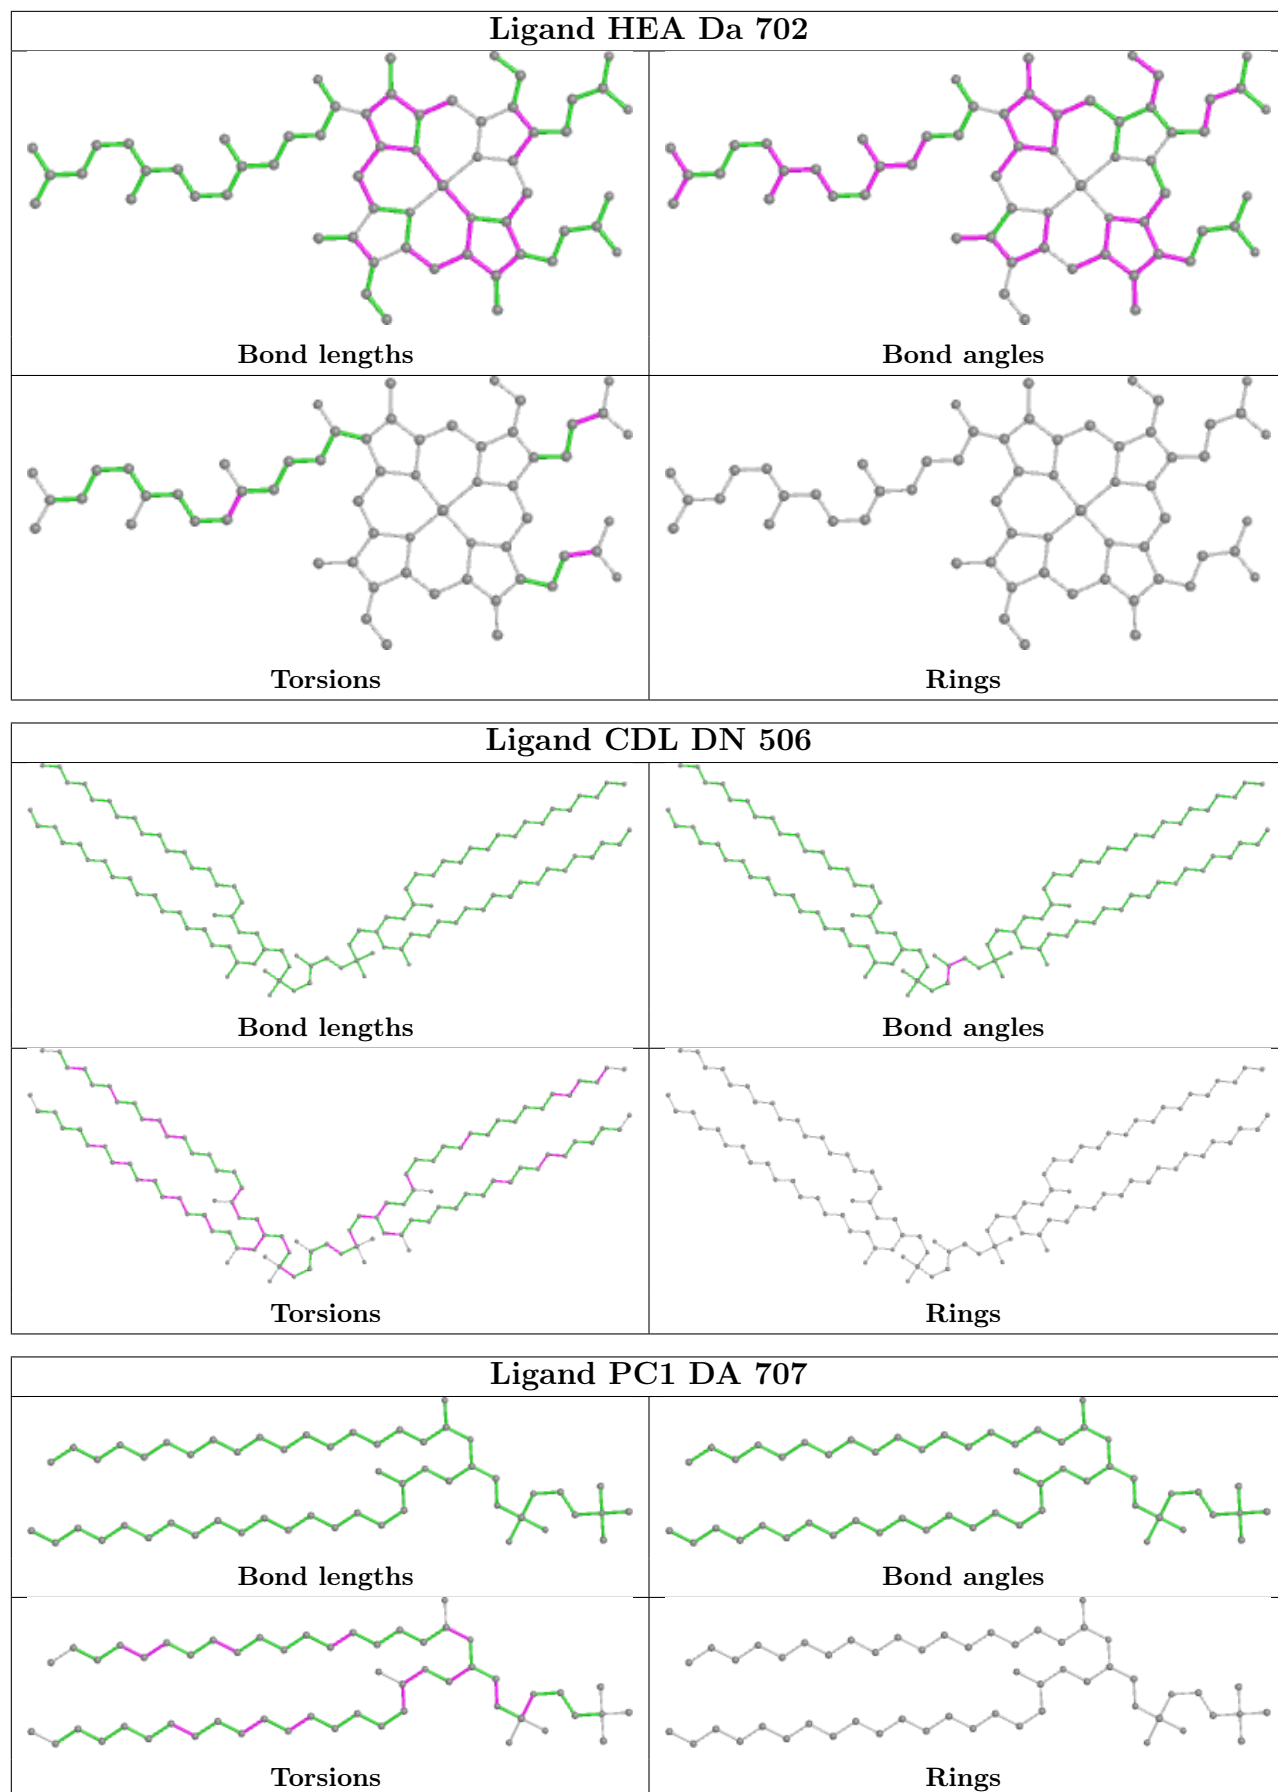 Ligand HEA Da 702
Bond lengths
Bond angles
Torsions
Rings
Ligand CDL DN 506
Bond lengths
Bond angles
Torsions
Rings
Ligand PC1 DA 707
Bond lengths
Bond angles
Torsions
Rings